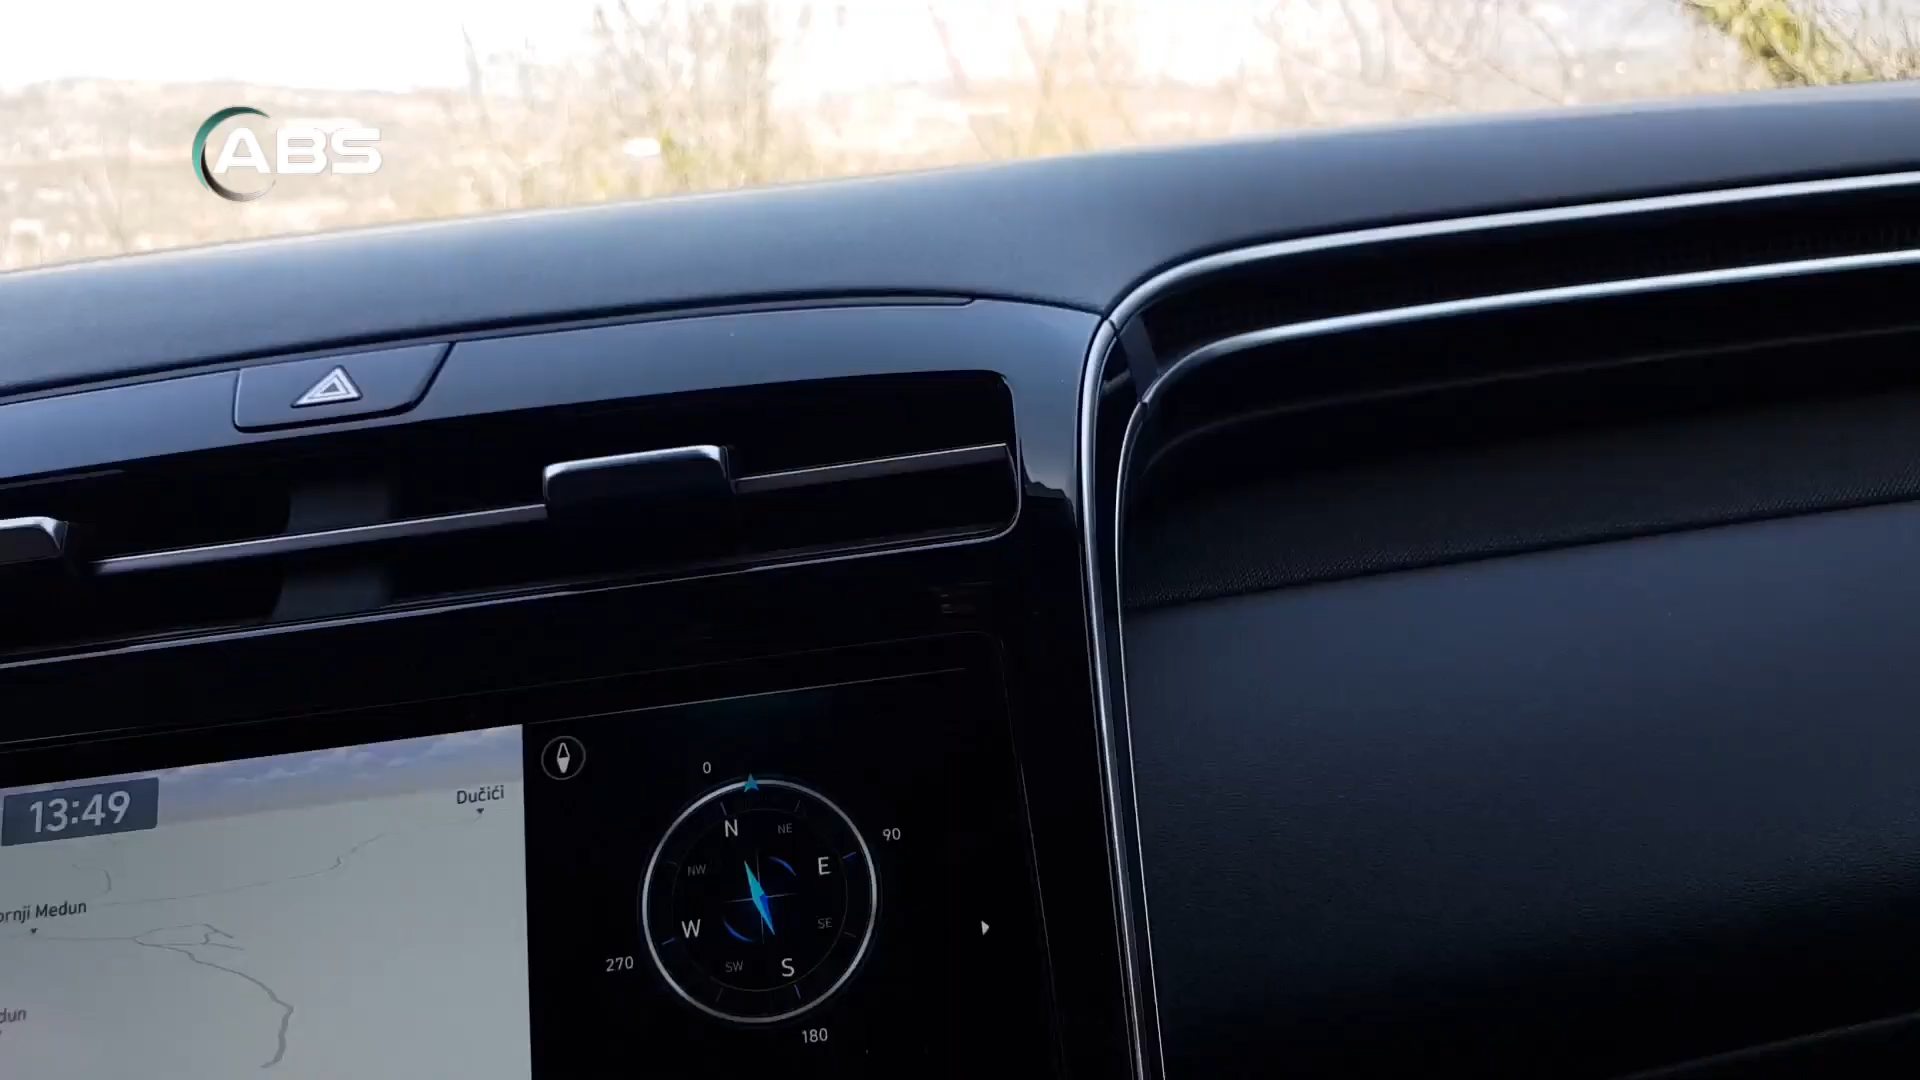 ABS
13:49
Dučići
ornji Medun
dun
0
N
NE
90
NW
E
W
SE
270
SW
S
180